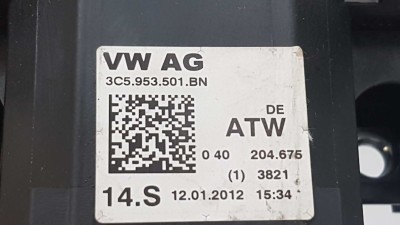 VW AG
3C5.953.501.BN
DE
ATW
0 40 204.675
(1) 3821
14.S 12.01.2012 15:34